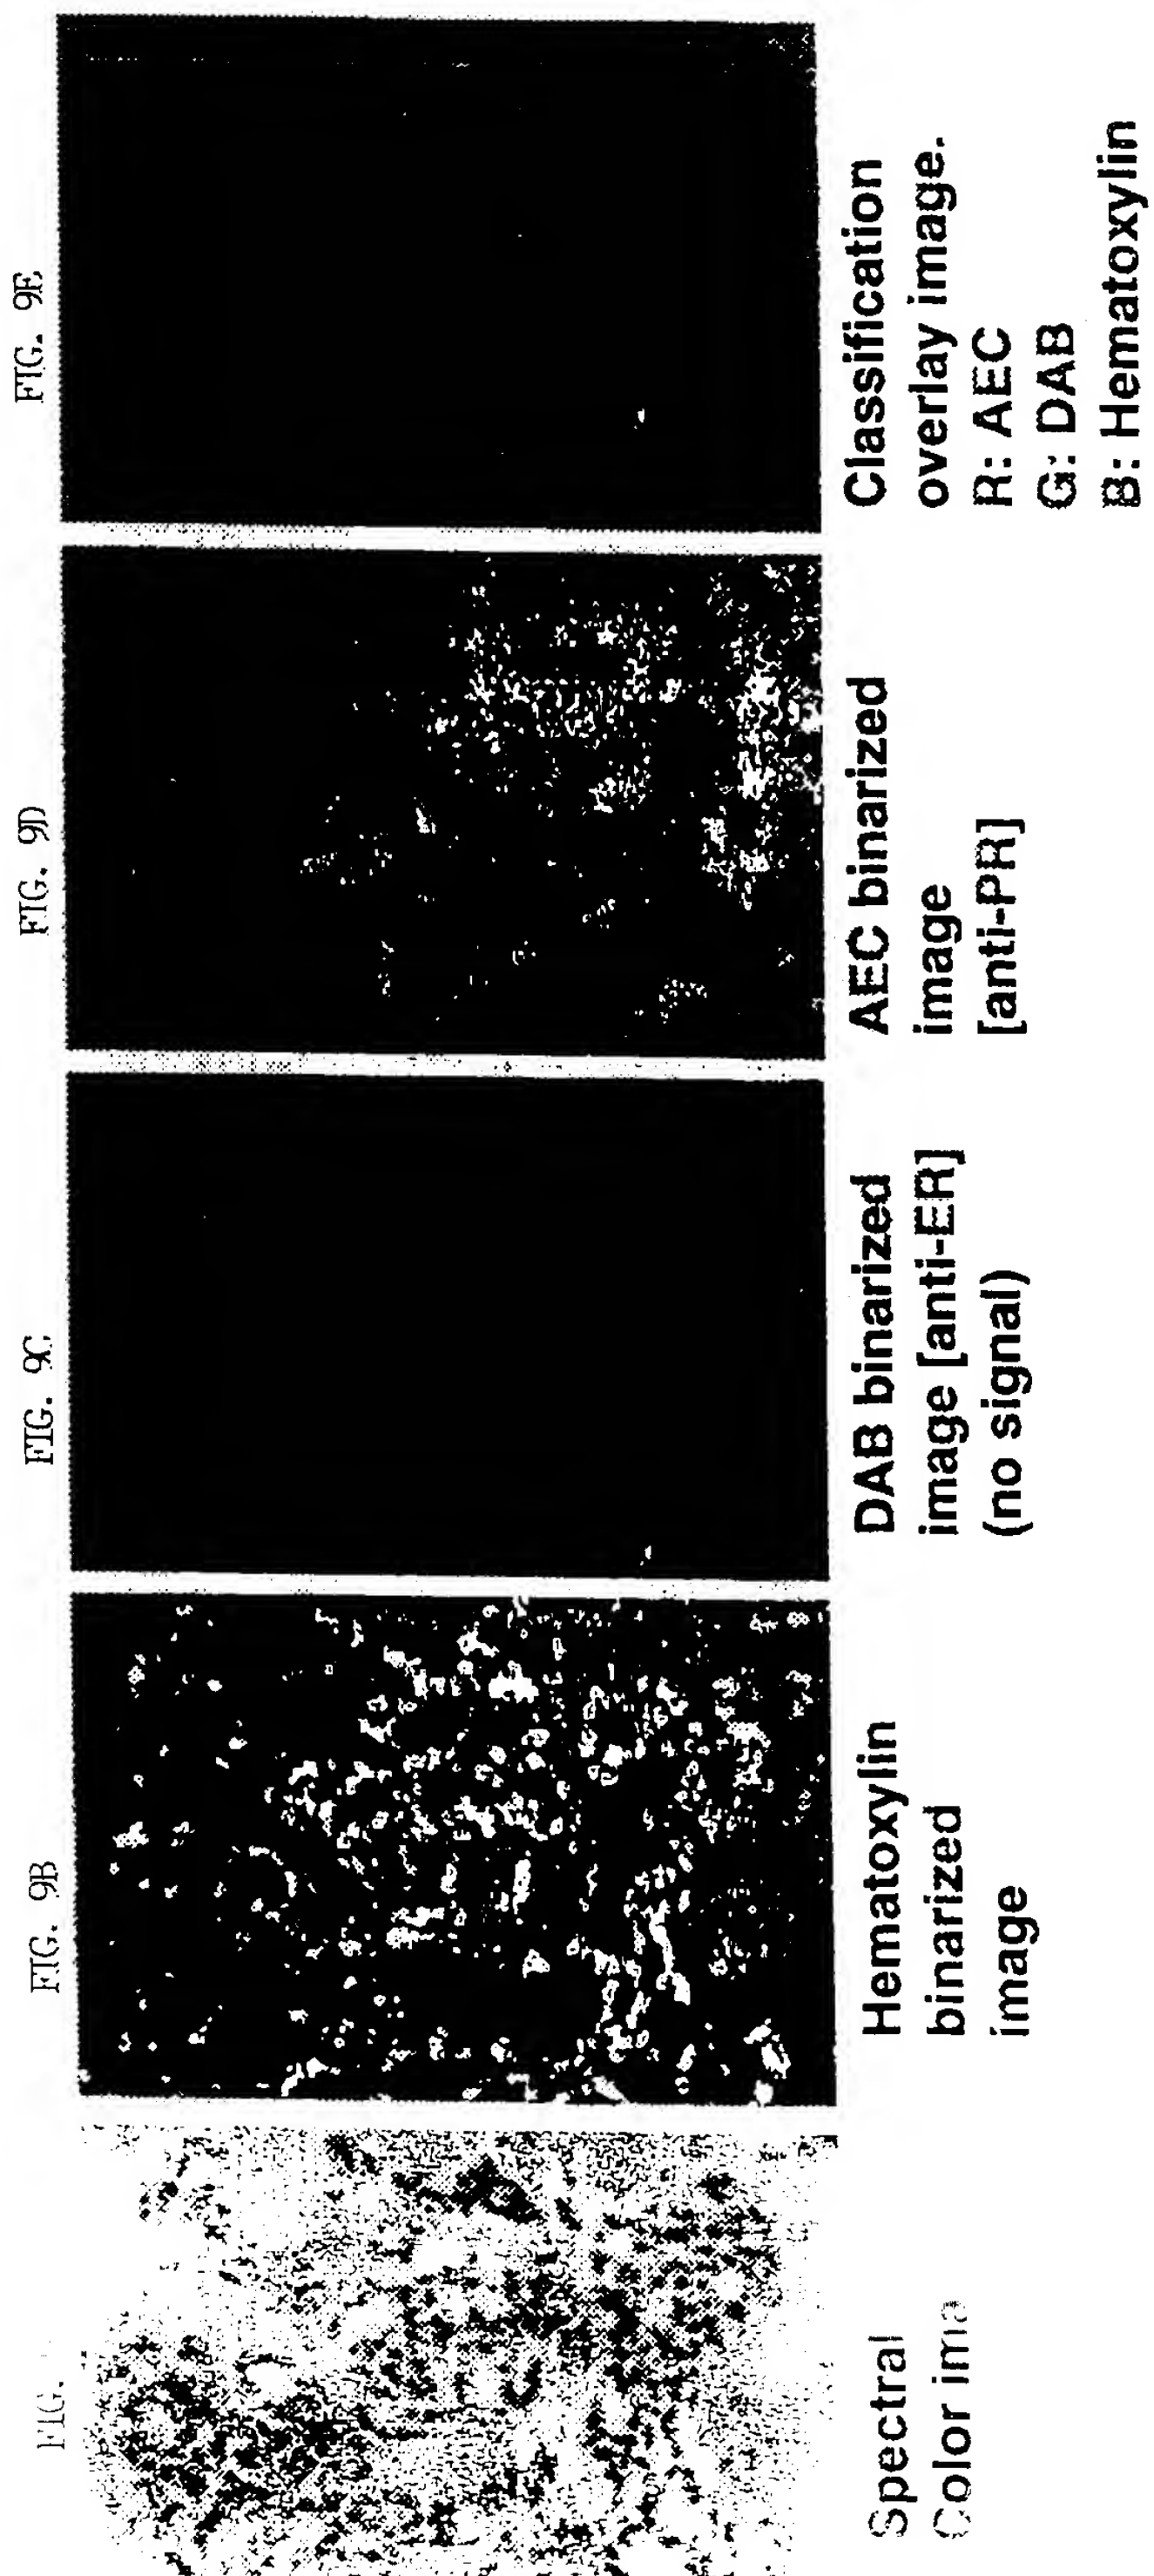 FIG.
Spectral
Color
FIG. 9B
Hematoxylin
binarized
image
FIG. 9C
DAB binarized
image [anti-ER]
(no signal)
FIG. 9D
AEC binarized
image
[anti-PR]
FIG. 9E
Classification
overlay image.
R: AEC
G: DAB
B: Hematoxylin